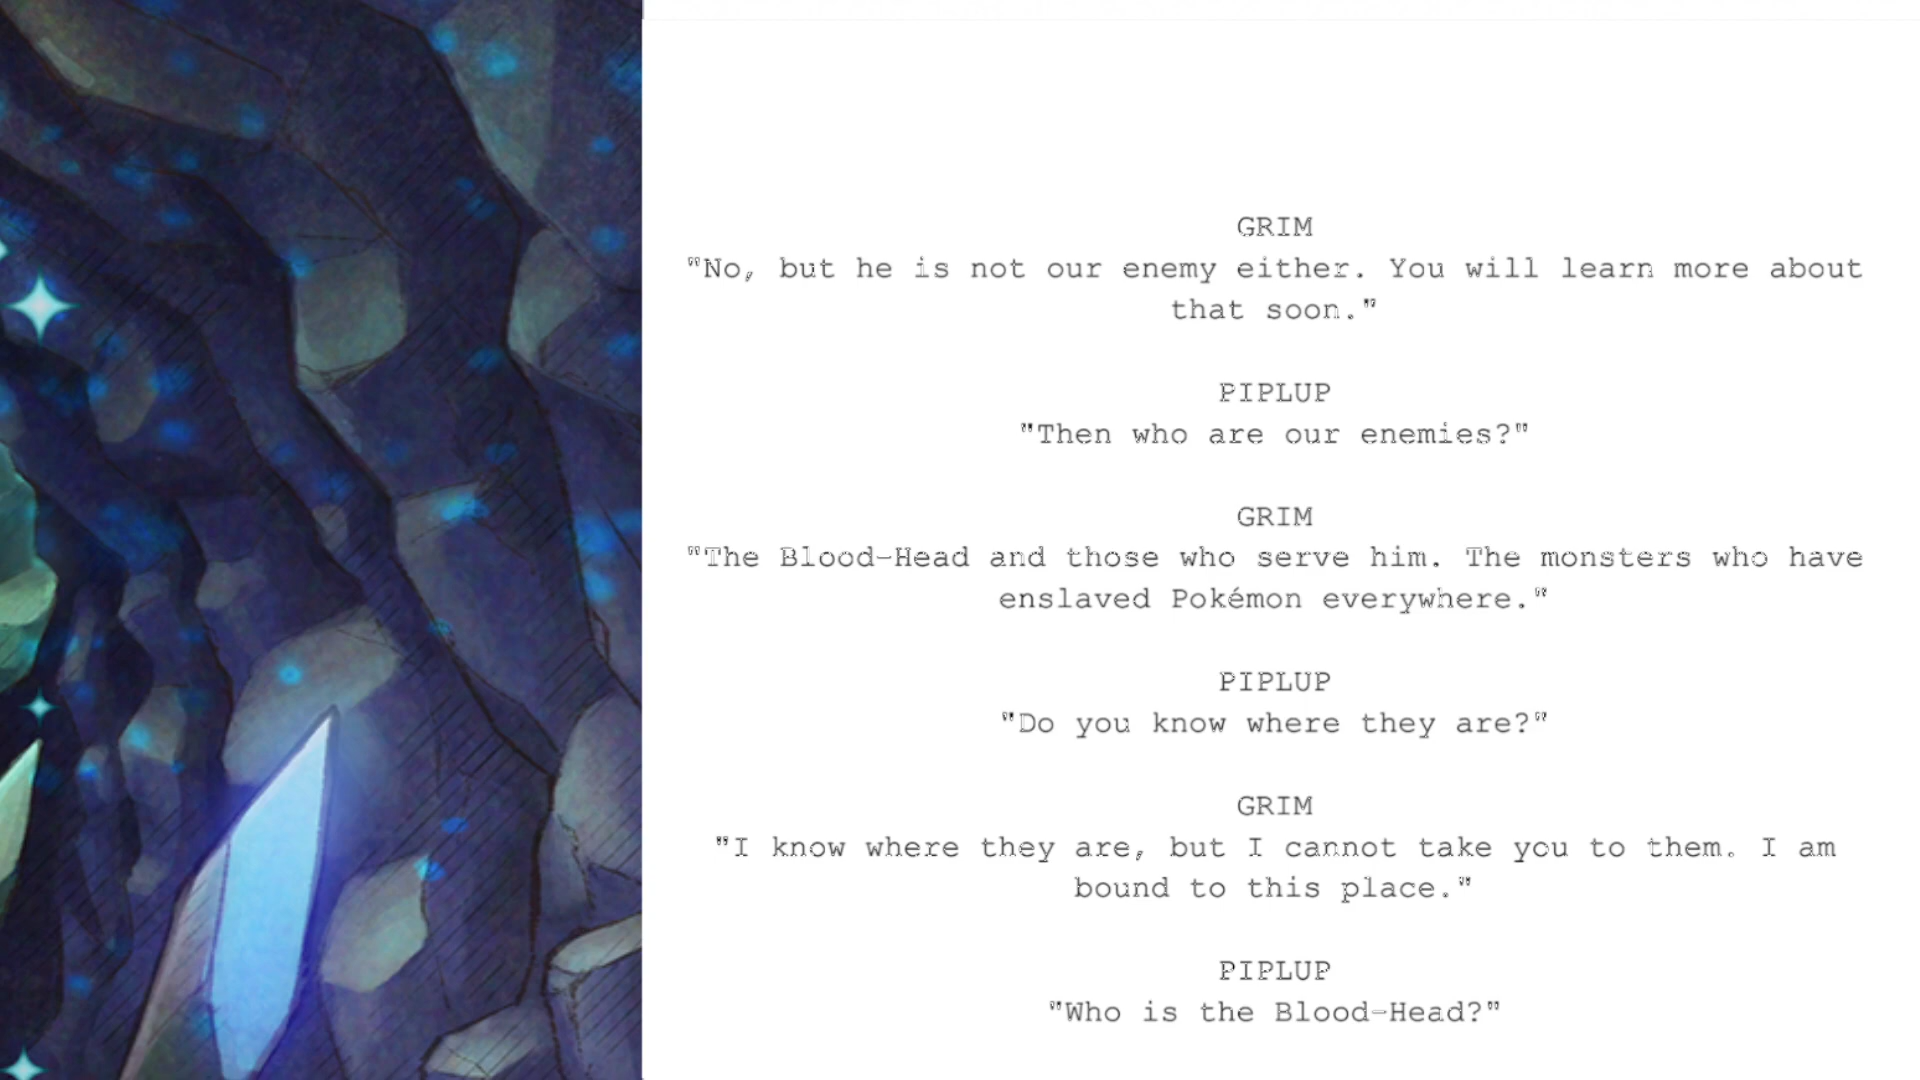 GRIM
"No, but he is not our enemy either. You will learn more about
that soon."
PIPLUP
"Then who are our enemies?"
GRIM
"The Blood-Head and those who serve him. The monsters who have
enslaved Pokémon everywhere."
PIPLUP
"Do you know where they are?"
GRIM
"I know where they are, but I cannot take you to them. I am
bound to this place."
PIPLUP
"Who is the Blood-Head?"